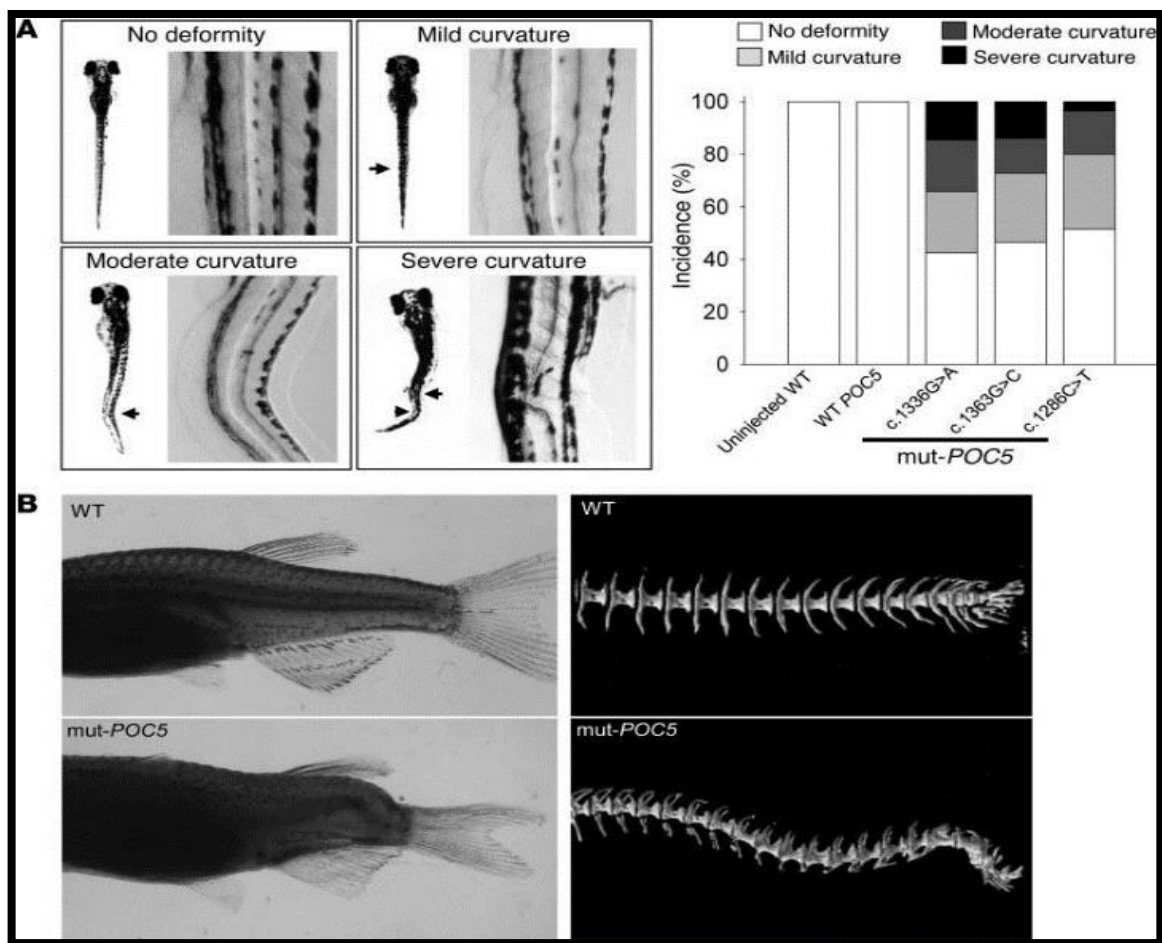 A
No deformity
Mild curvature
Moderate curvature
Severe curvature
No deformity
Mild curvature
Moderate curvature
Severe curvature
Incidence (%)
100
80
60
40
20
0
Uninjected WT
WT POC5
c.1336G>A
c.1363G>C
c.1286C>T
mut-POC5
B
WT
WT
mut-POC5
mut-POC5